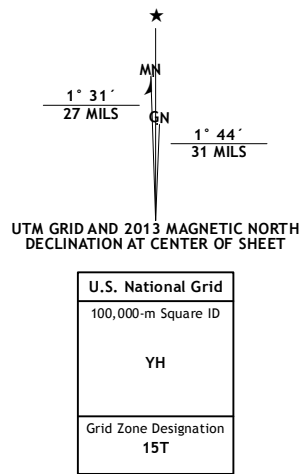 ★
MN
1° 31´
27 MILS
GN
1° 44´
31 MILS
UTM GRID AND 2013 MAGNETIC NORTH
DECLINATION AT CENTER OF SHEET
U.S. National Grid
100,000-m Square ID
YH
Grid Zone Designation
15T